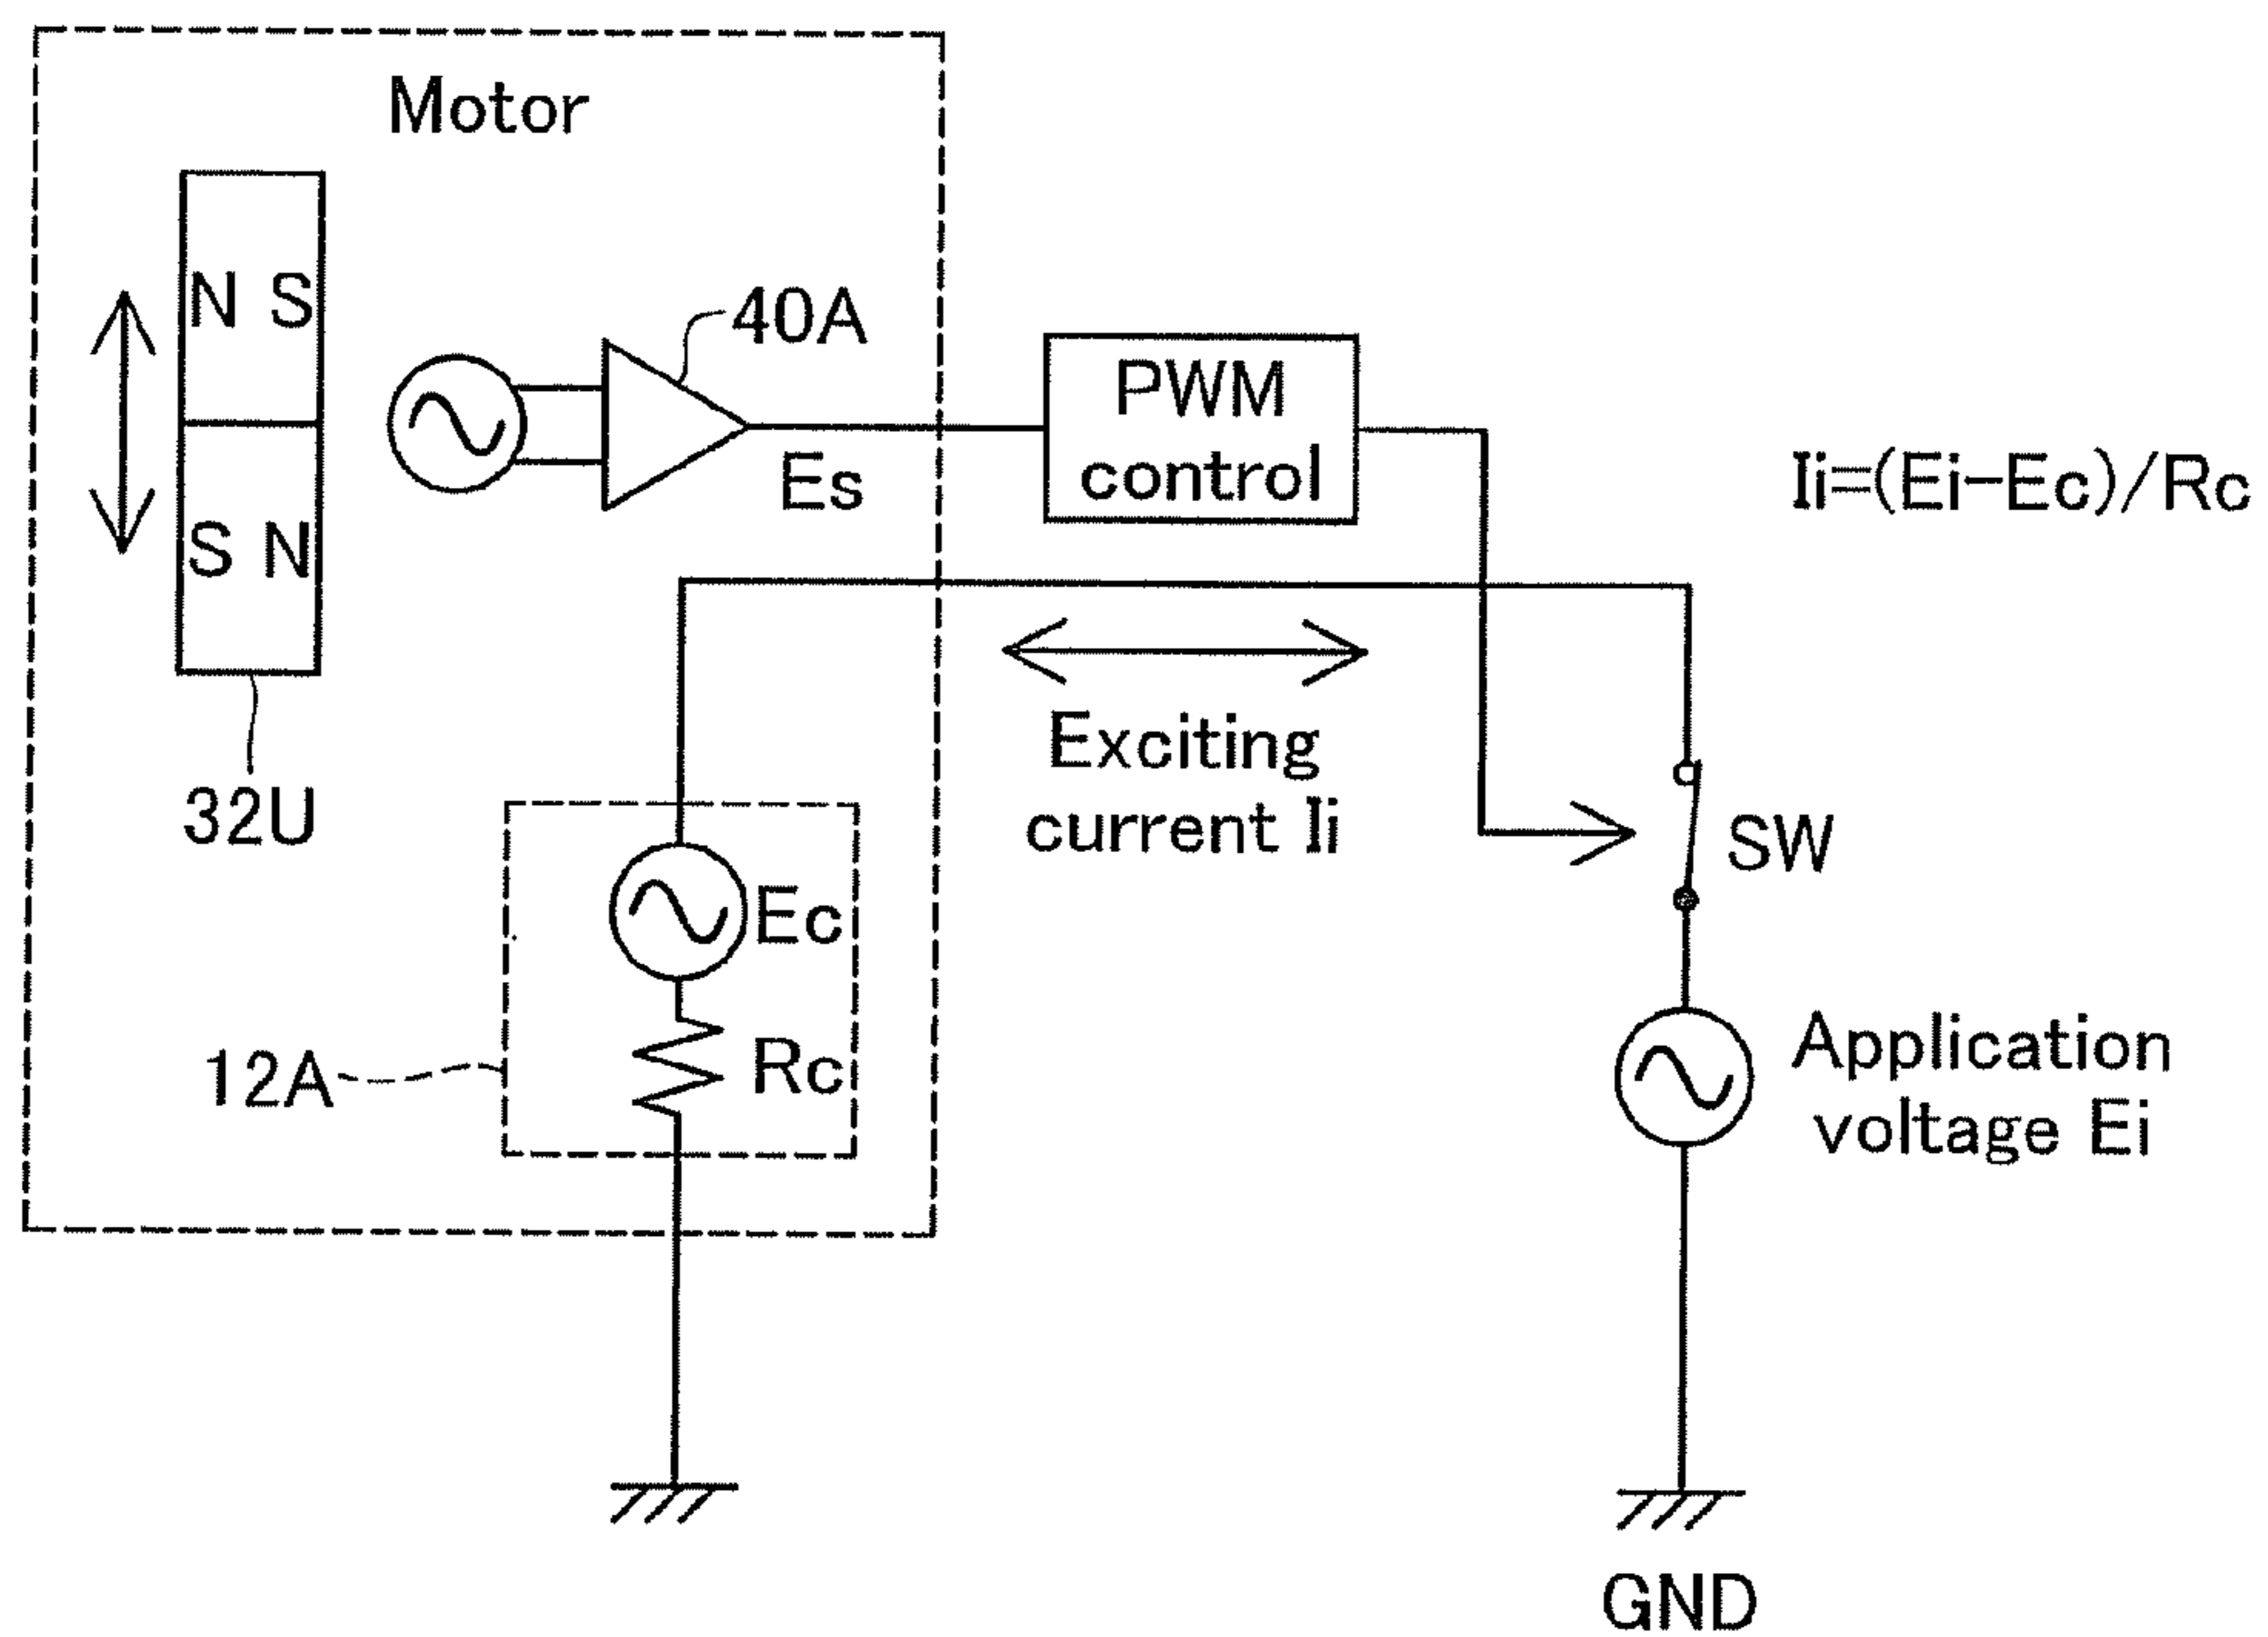 Motor
N S
S N
32U
40A
Es
PWM
control
Ii=(Ei-Ec)/Rc
Exciting
current Ii
SW
Ec
Rc
12A
Application
voltage Ei
GND